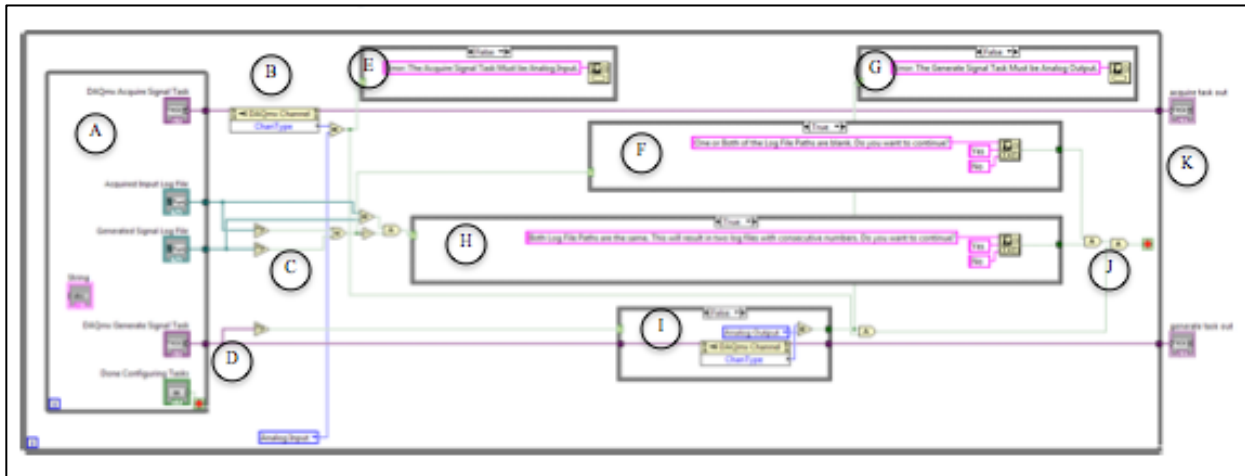 False
False
B
E
Error: The Acquire Signal Task Must be Analog Input.
G
Error: The Generate Signal Task Must be Analog Output.
DAQmx Acquire Signal Task
acquire task out
DAQmx Channel
ChanType
A
True
F
One or Both of the Log File Paths are blank. Do you want to continue?
Yes
No
K
Acquired Input Log File
True
Generated Signal Log File
H
Both Log File Paths are the same. This will result in two log files with consecutive numbers. Do you want to continue?
Yes
No
C
J
String
False
I
DAQmx Generate Signal Task
Analog Output
generate task out
D
DAQmx Channel
ChanType
Done Configuring Tasks
Analog Input